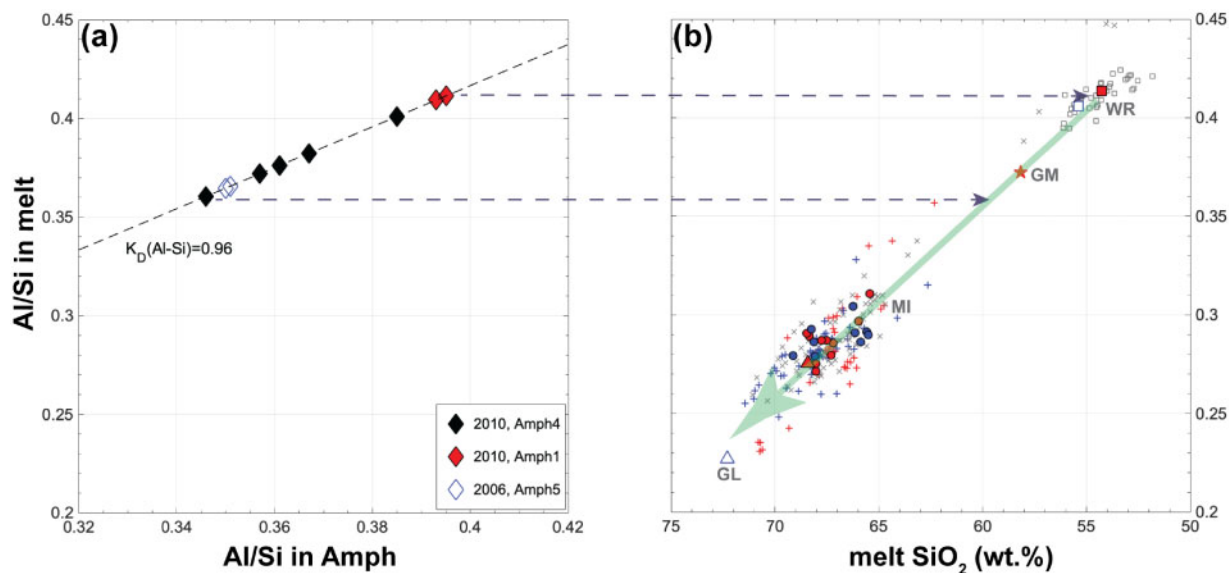 (a)
0.45
0.4
0.35
0.3
0.25
0.2
Al/Si in melt
K_D(Al-Si)=0.96
2010, Amph4
2010, Amph1
2006, Amph5
0.32
0.34
0.36
0.38
0.4
0.42
Al/Si in Amph
(b)
WR
GM
MI
GL
0.45
0.4
0.35
0.3
0.25
0.2
75
70
65
60
55
50
melt SiO₂ (wt.%)